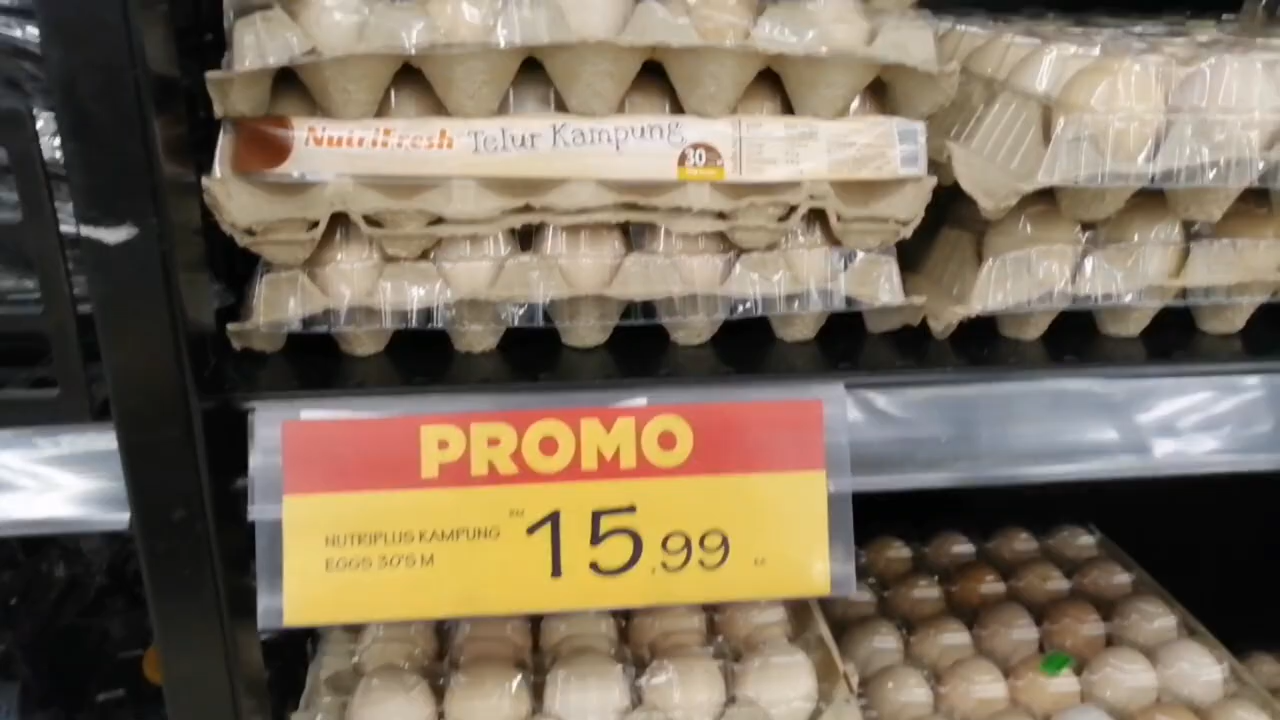 NutriFresh Telur Kampung
30
PROMO
NUTRIPLUS KAMPUNG
EGGS 30'S M
RM 15.99